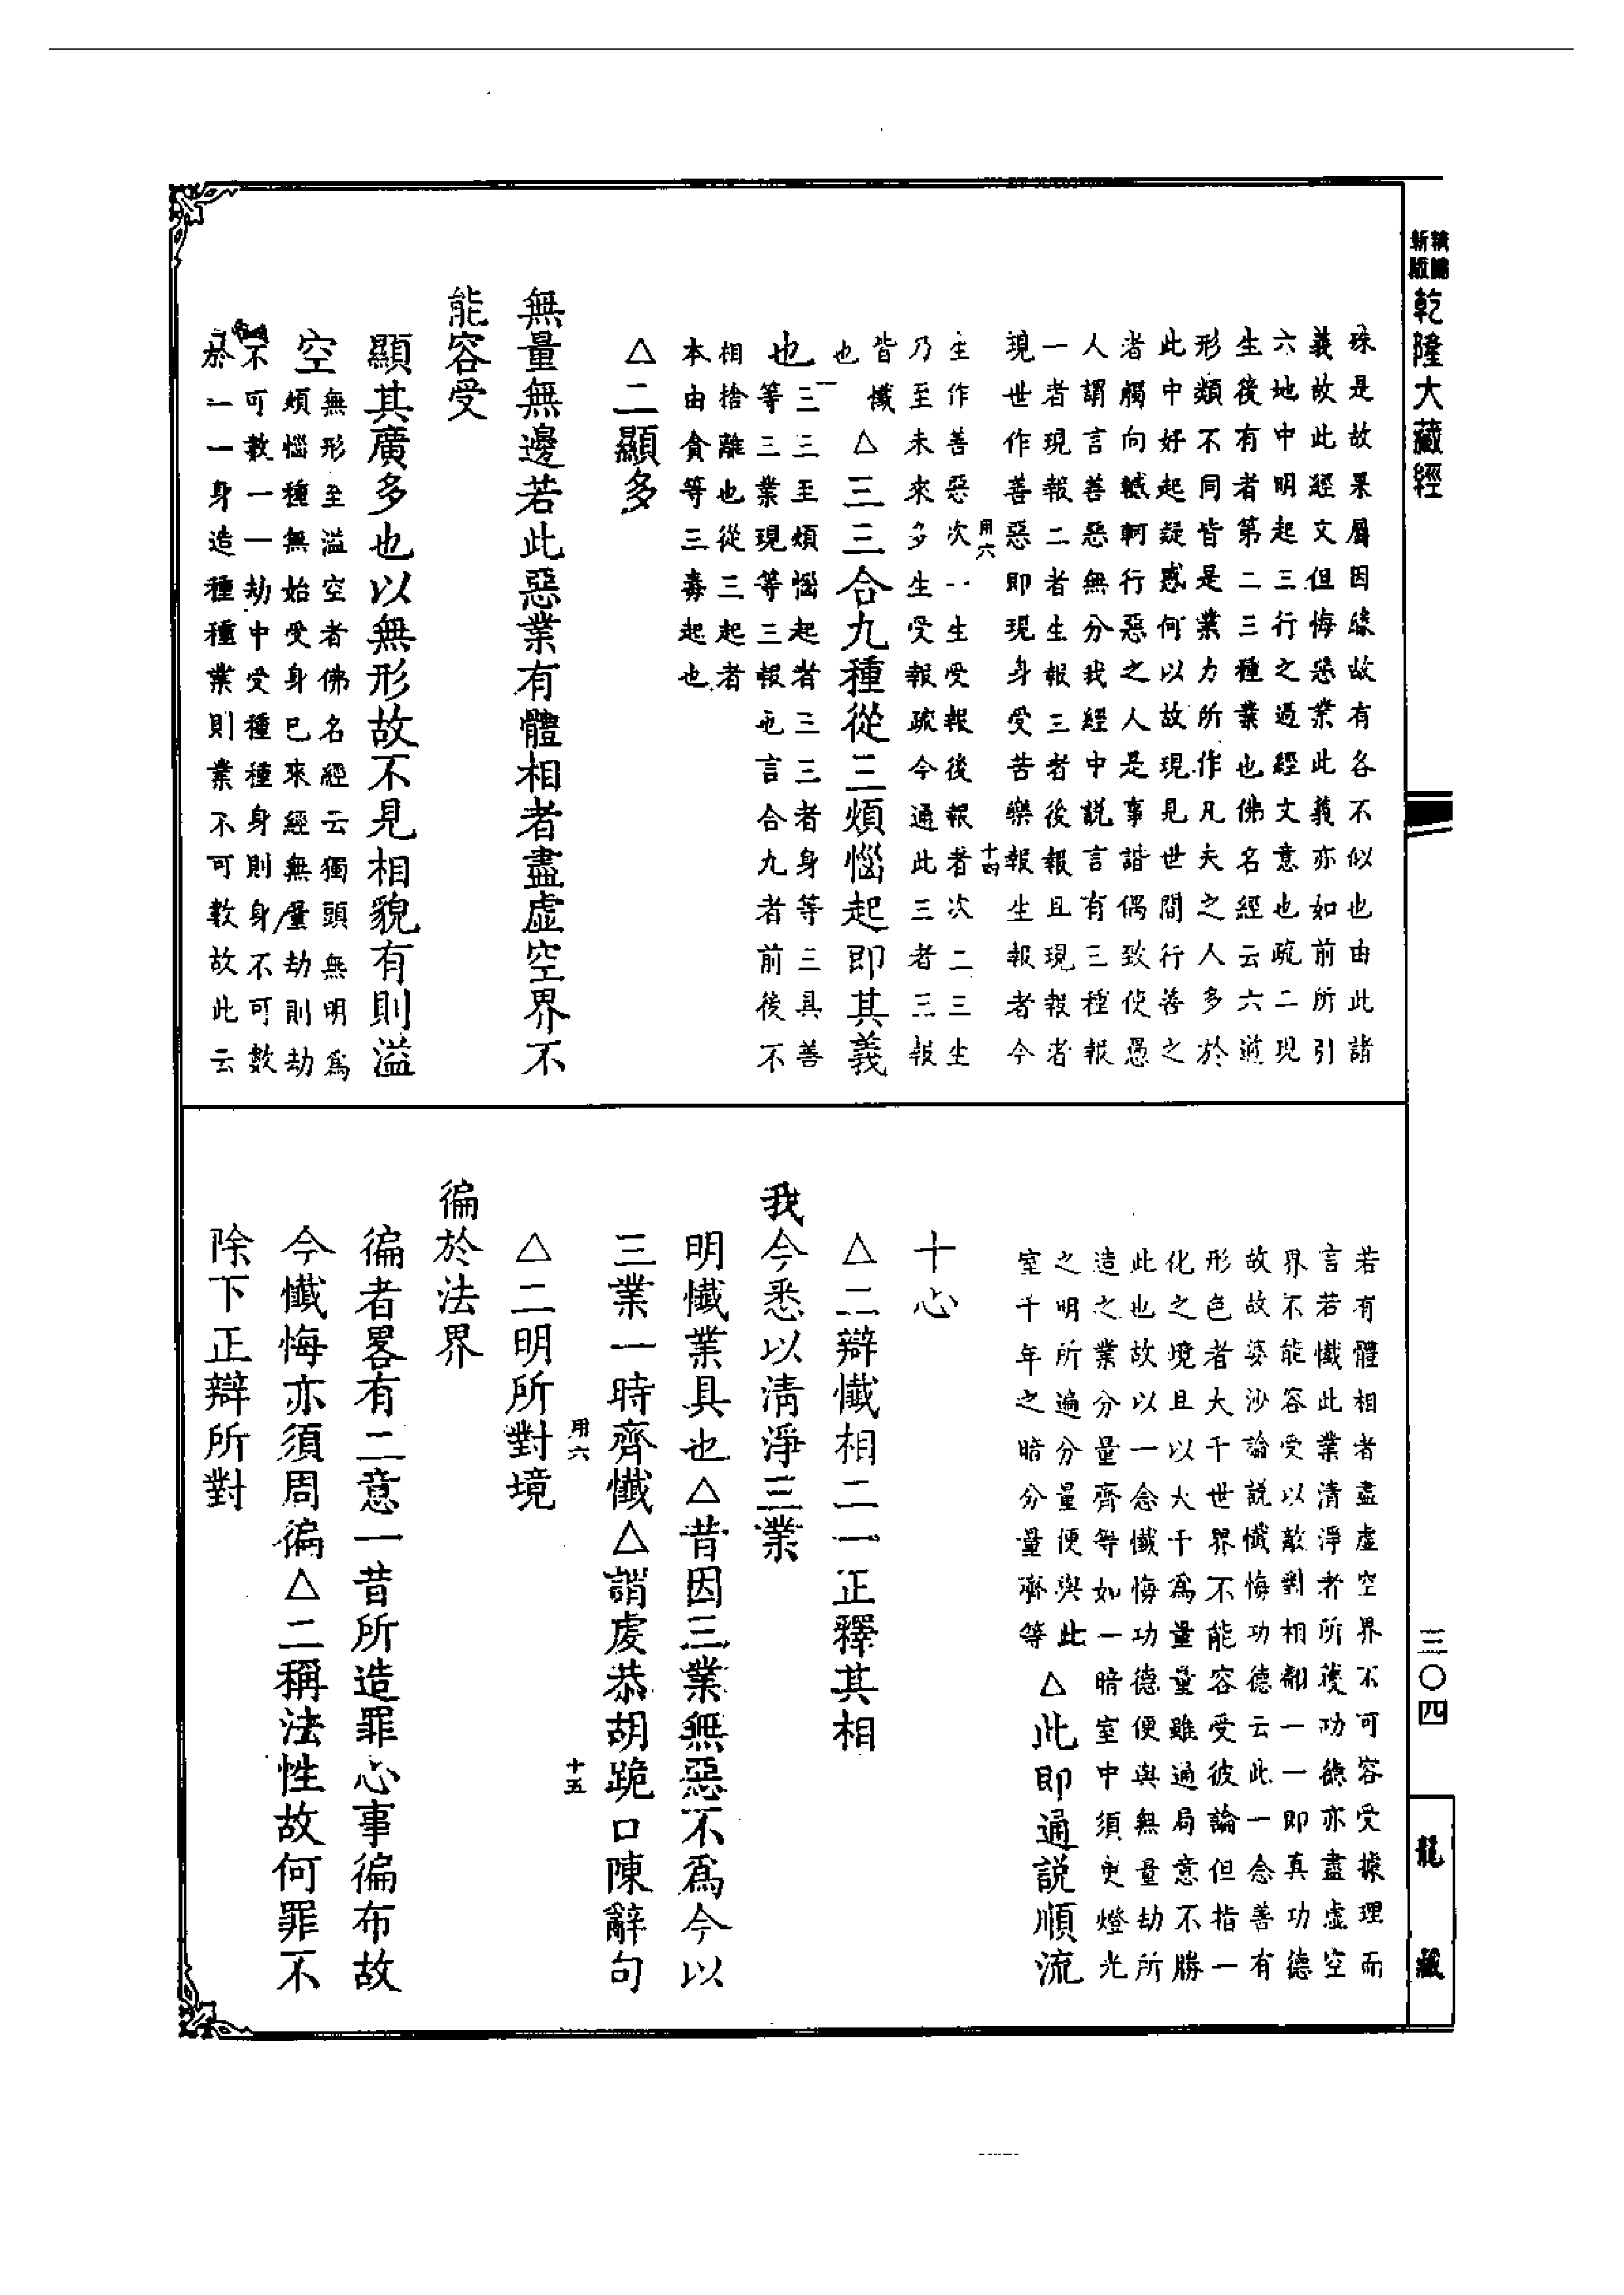 精編
新版
乾隆大藏經
殊是故果屬因緣故有各不似也由此諸
義故此經文但悔惡業此義亦如前所引
六地中明起三行之過經文意也疏二現
生後有者第二三種業也佛名經云六道
形類不同皆是業力所作凡夫之人多於
此中好起疑惑何以故現見世間行善之
者觸向轗軻行惡之人是事諧偶致使愚
人謂言善惡無分我經中說言有三種報
一者現報二者生報三者後報且現報者
現世作善惡即現身受苦樂報生報者今
用六
十四
生作善惡次一生受報後報者次二三生
乃至未來多生受報疏今通此三者三報
皆懺
也
△三三合九種從三煩惱起即其義
也
三三至煩惱起者三三者身等三具善
等三業現等三報也言合九者前後不
相捨離也從三起者
本由貪等三毒起也
△二顯多
無量無邊若此惡業有體相者盡虛空界不
能容受
顯其廣多也以無形故不見相貌有則溢
空
無形至溢空者佛名經云獨頭無明爲
煩惱種無始受身已來經無量劫則劫
不可數一一劫中受種種身則身不可數
於一一身造種種業則業不可數故此云
若有體相者盡虛空界不可容受據理而
言若懺此業清淨者所獲功德亦盡虛空
界不能容受以敵對相翻一一即真功德
故故婆沙論說懺悔功德云此一念善有
形色者大千世界不能容受彼論但指一
化之境且以大千爲量量雖通局意不勝
此也故以一念懺悔功德便與無量劫所
造之業分量齊等如一暗室中須臾燈光
之明所遍分量便與此
室千年之暗分量齊等
△此即通說順流
十心
△二辯懺相二一正釋其相
我今悉以清淨三業
明懺業具也△昔因三業無惡不爲今以
三業一時齊懺△謂虔恭胡跪口陳辭句
用六
十五
△二明所對境
徧於法界
徧者畧有二意一昔所造罪心事徧布故
今懺悔亦須周徧△二稱法性故何罪不
除下正辯所對
三〇四
龍藏